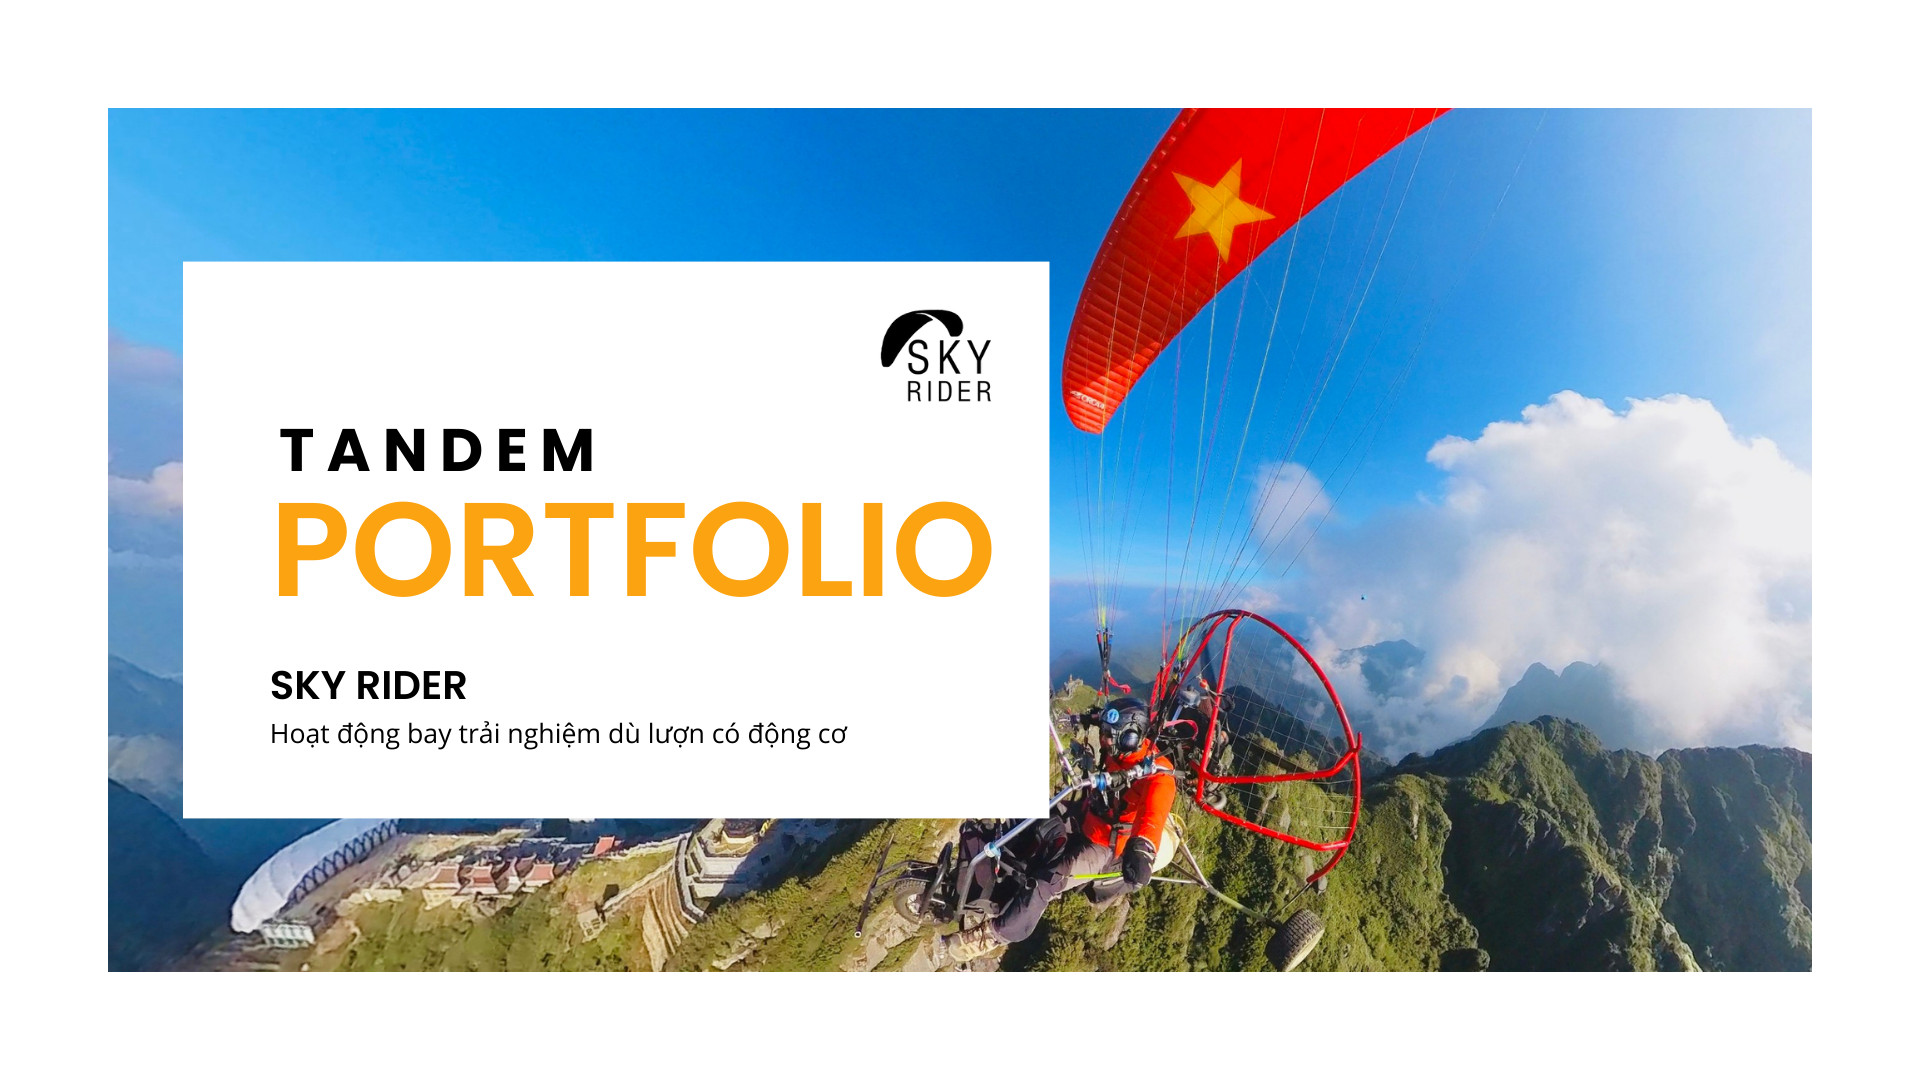 SKY
RIDER
TANDEM
PORTFOLIO
SKY RIDER
Hoạt động bay trải nghiệm dù lượn có động cơ